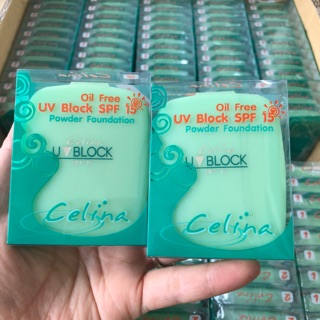 Oil Free
UV Block SPF 15
Powder Foundation
UV BLOCK
Celina
Oil Free
UV Block SPF 15
Powder Foundation
UV BLOCK
Celina